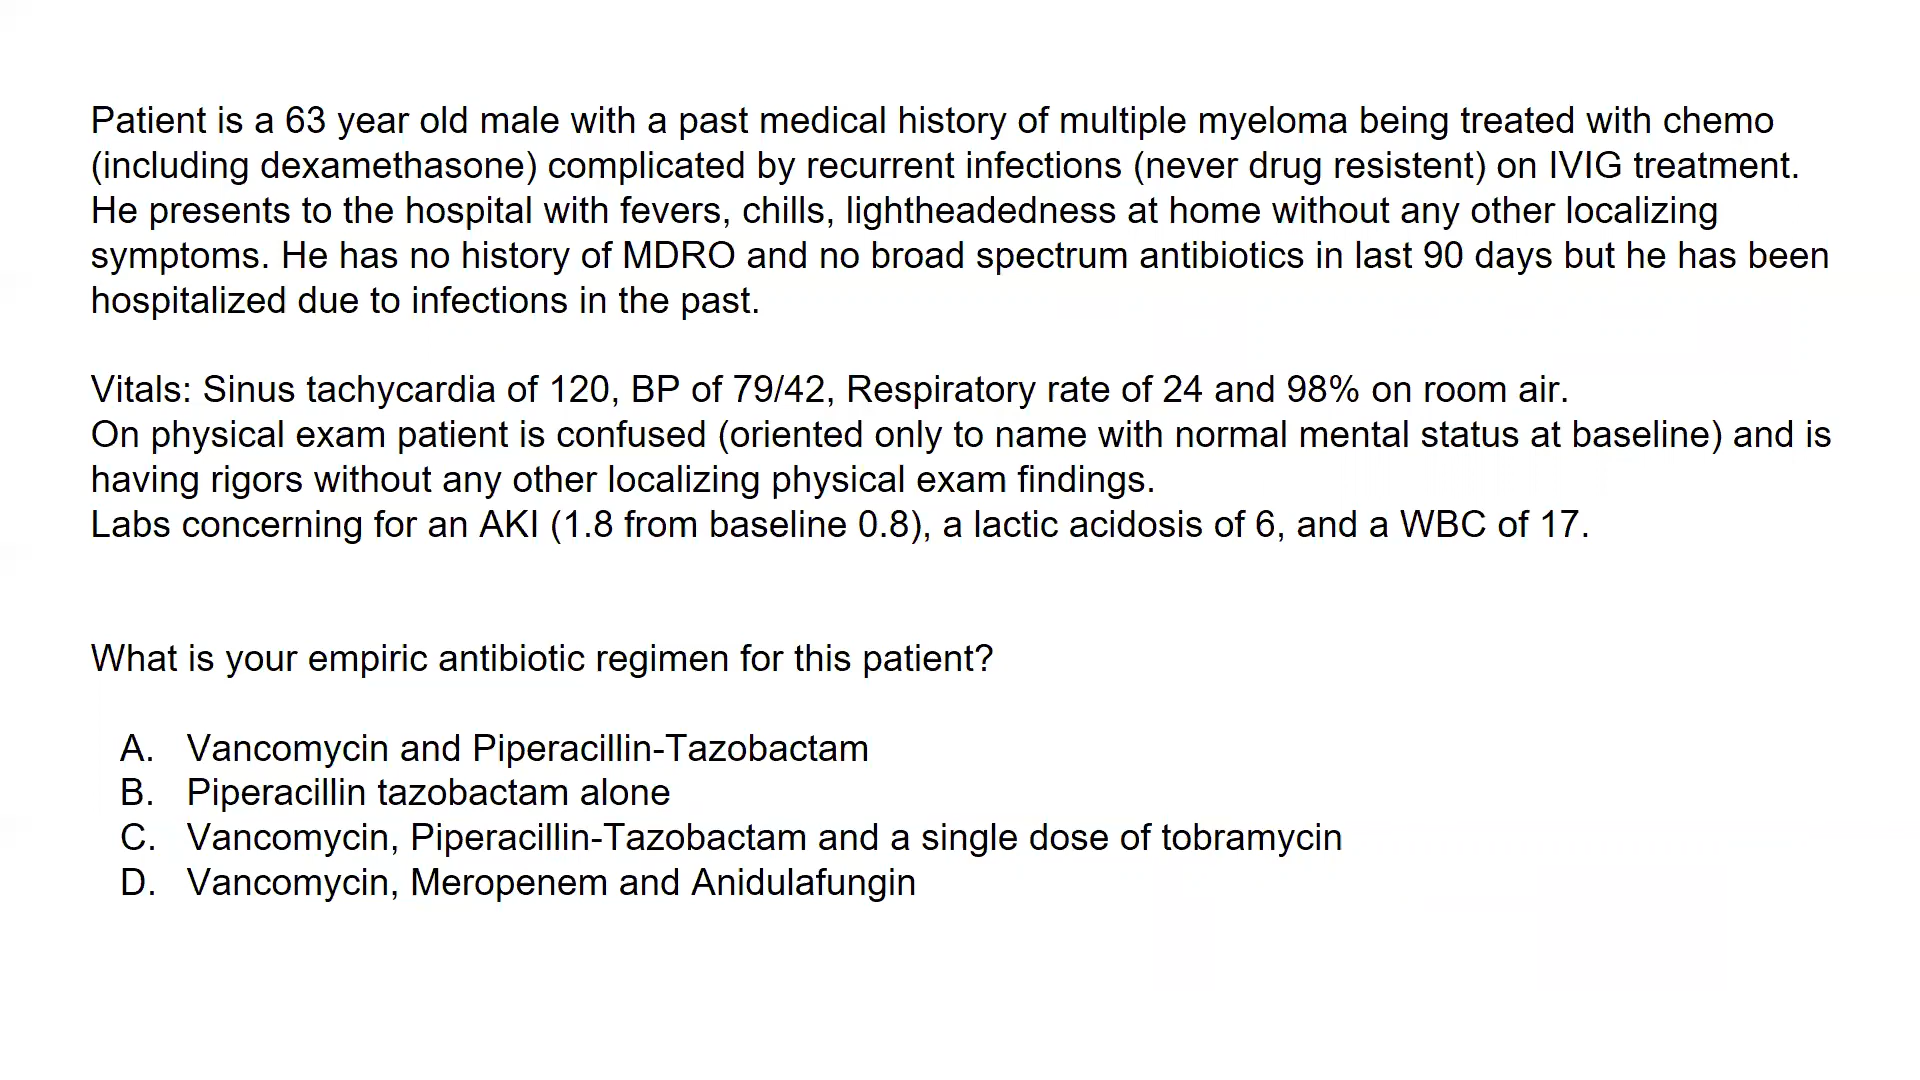 Patient is a 63 year old male with a past medical history of multiple myeloma being treated with chemo
(including dexamethasone) complicated by recurrent infections (never drug resistent) on IVIG treatment.
He presents to the hospital with fevers, chills, lightheadedness at home without any other localizing
symptoms. He has no history of MDRO and no broad spectrum antibiotics in last 90 days but he has been
hospitalized due to infections in the past.
Vitals: Sinus tachycardia of 120, BP of 79/42, Respiratory rate of 24 and 98% on room air.
On physical exam patient is confused (oriented only to name with normal mental status at baseline) and is
having rigors without any other localizing physical exam findings.
Labs concerning for an AKI (1.8 from baseline 0.8), a lactic acidosis of 6, and a WBC of 17.
What is your empiric antibiotic regimen for this patient?
A. Vancomycin and Piperacillin-Tazobactam
B. Piperacillin tazobactam alone
C. Vancomycin, Piperacillin-Tazobactam and a single dose of tobramycin
D. Vancomycin, Meropenem and Anidulafungin